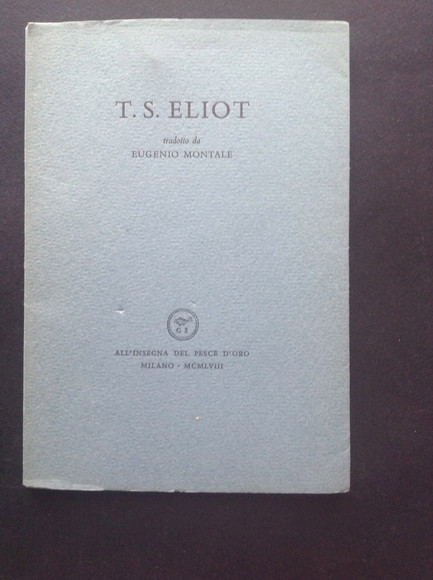 T. S. ELIOT
tradotto da
EUGENIO MONTALE
ALL'INSEGNA DEL PESCE D'ORO
MILANO - MCMLVIII